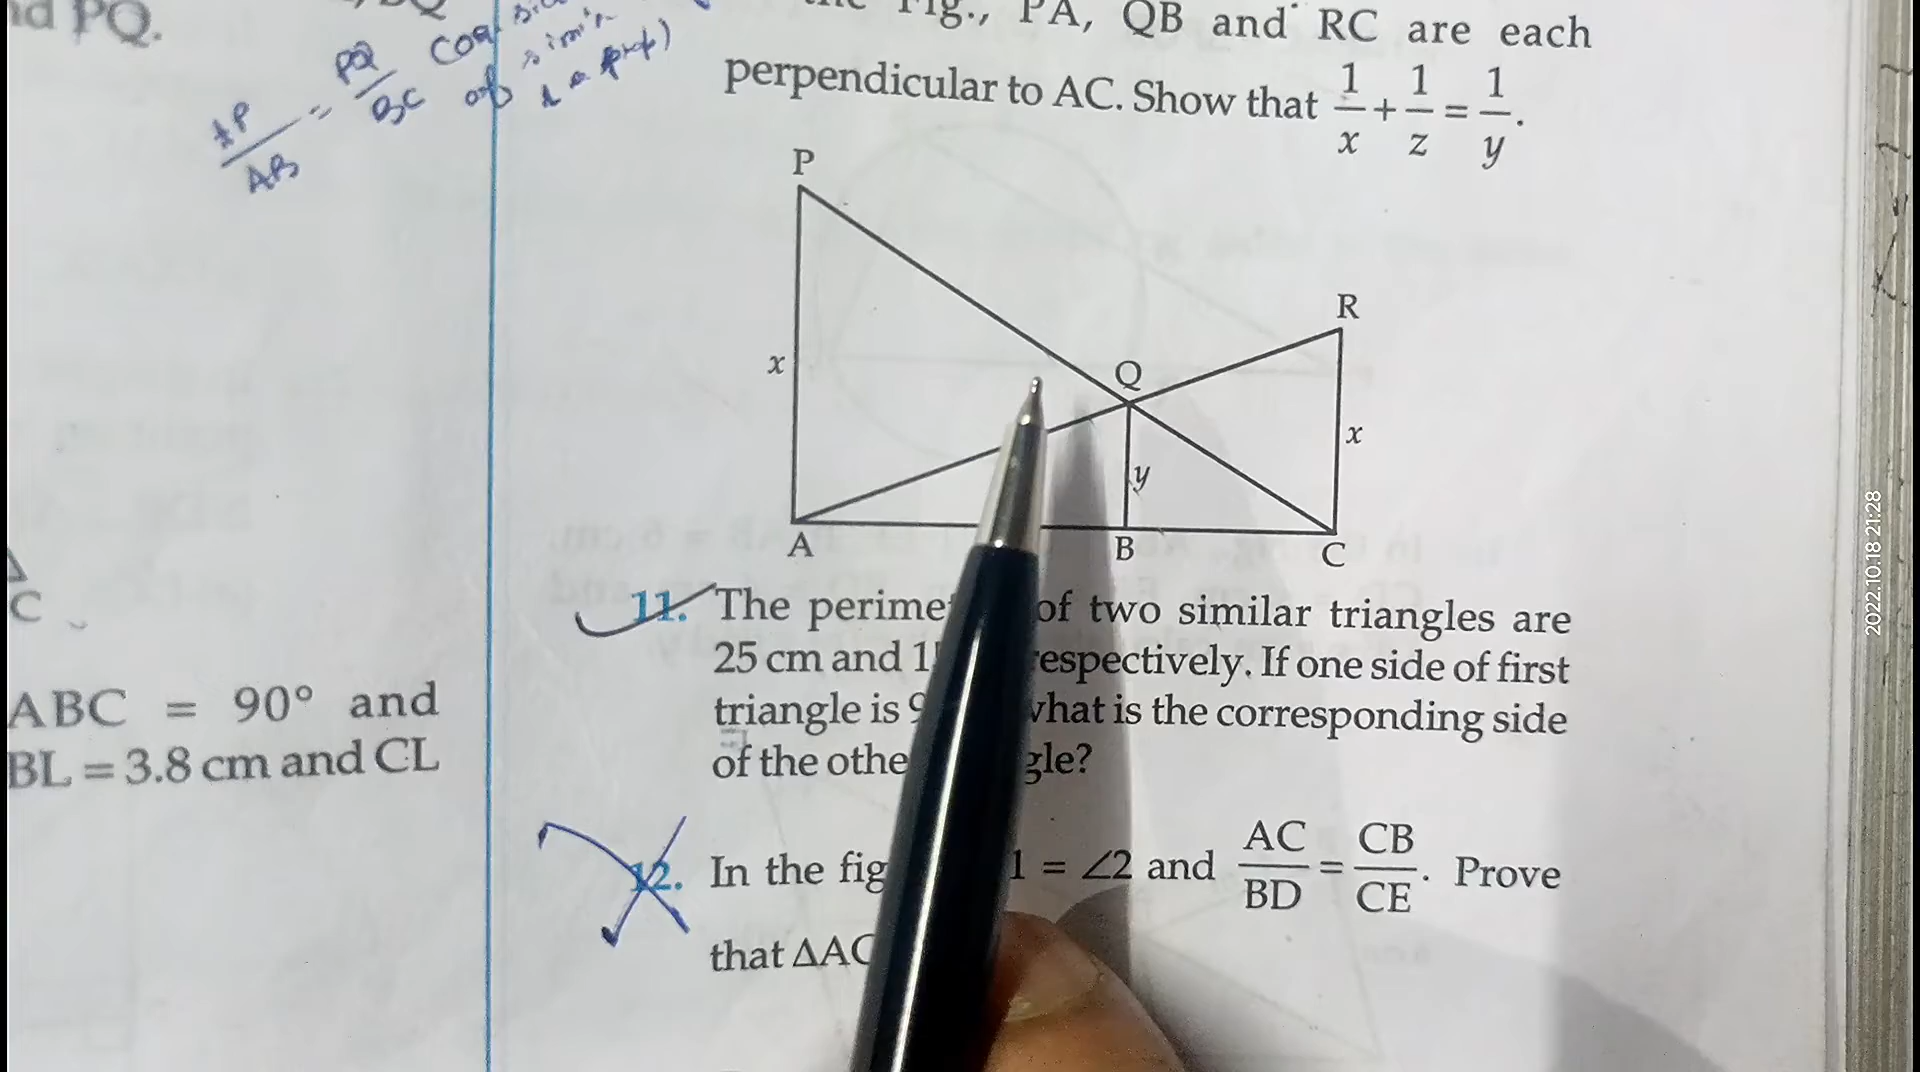 PQ.
AP/AB = PQ/BC
of
Fig., PA, QB and RC are each
perpendicular to AC. Show that 1/x + 1/z = 1/y.
P
R
x
Q
x
y
A B C
C
11. The perime of two similar triangles are
25 cm and espectively. If one side of first
triangle is what is the corresponding side
of the othe gle?
ABC = 90° and
BL = 3.8 cm and CL
12. In the fig 1 = ∠2 and AC/BD = CB/CE. Prove
that ΔAC
2022.10.18 21:28